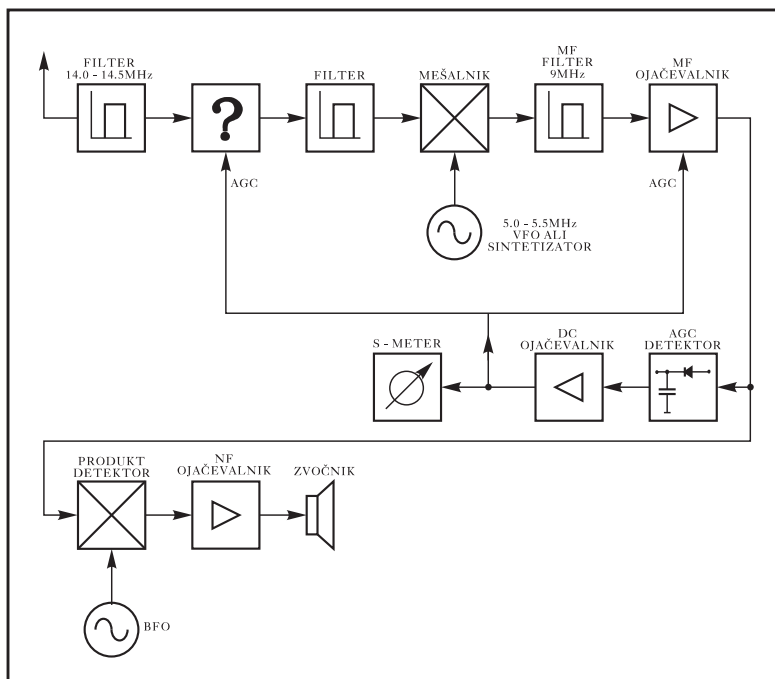 FILTER
14.0 - 14.5MHz
?
FILTER
MEŠALNIK
MF
FILTER
9MHz
MF
OJAČEVALNIK
AGC
AGC
5.0 - 5.5MHz
VFO ALI
SINTETIZATOR
S - METER
DC
OJAČEVALNIK
AGC
DETEKTOR
PRODUKT
DETEKTOR
NF
OJAČEVALNIK
ZVOČNIK
BFO